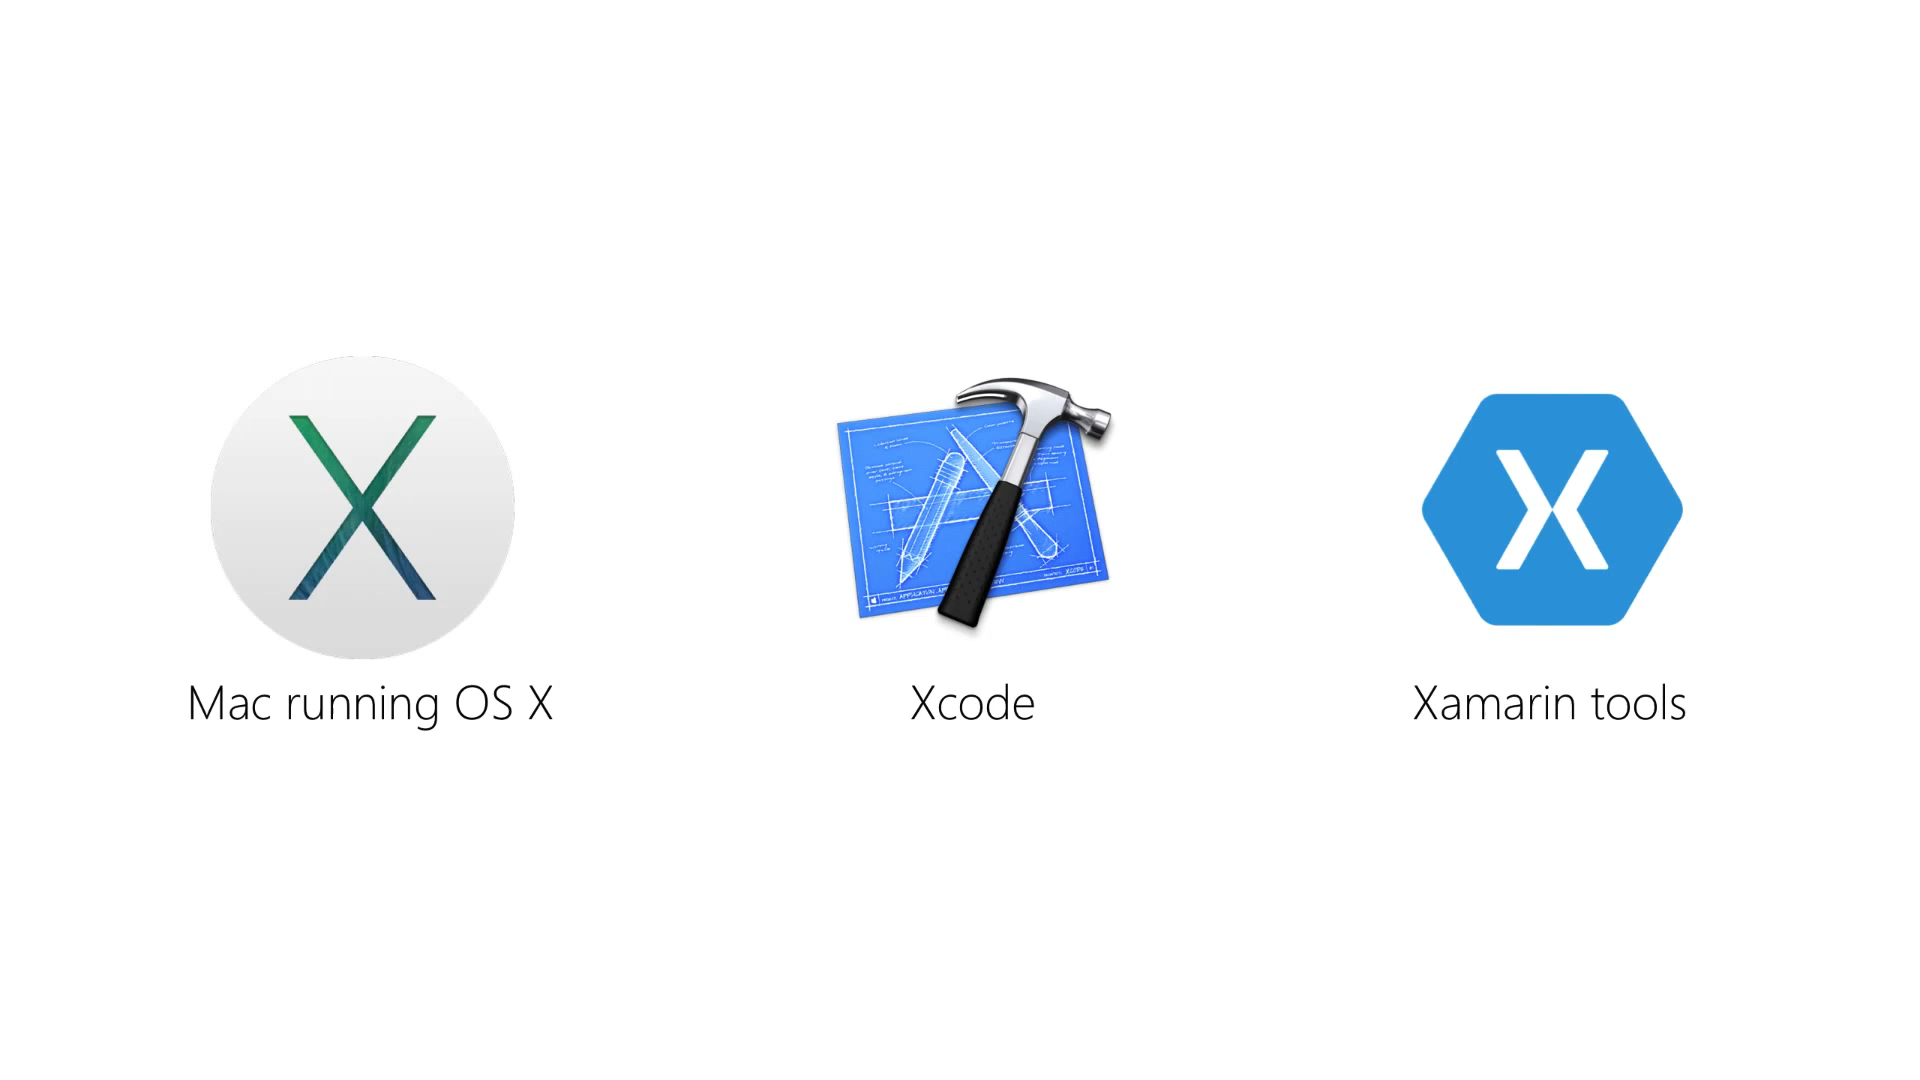 X
X
Mac running OS X
Xcode
Xamarin tools